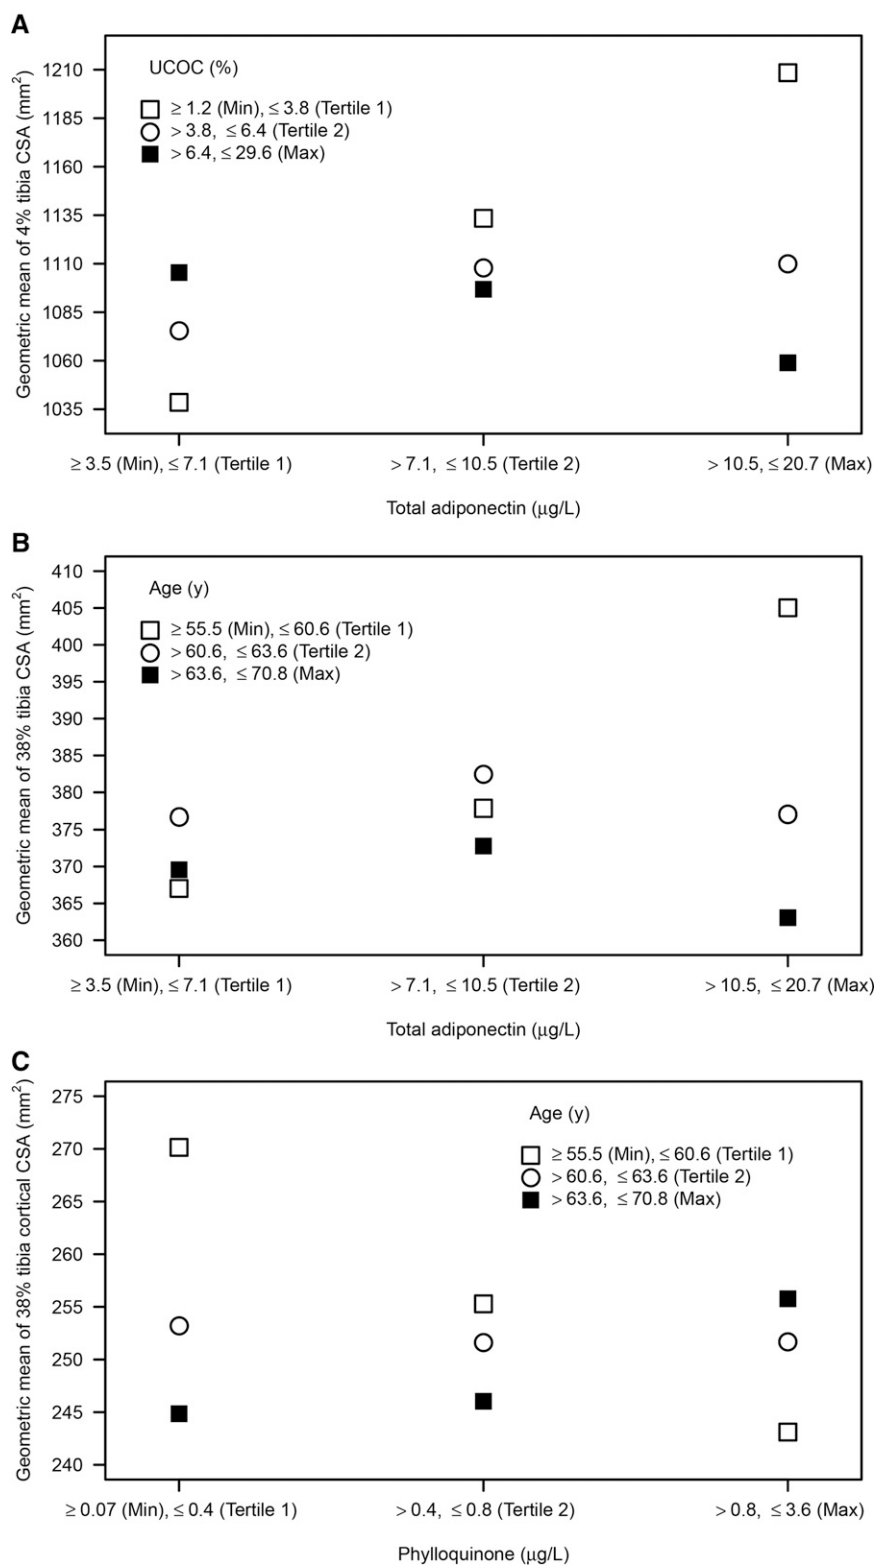 A
Geometric mean of 4% tibia CSA (mm²)
1210
1185
1160
1135
1110
1085
1060
1035
UCOC (%)
≥ 1.2 (Min), ≤ 3.8 (Tertile 1)
> 3.8, ≤ 6.4 (Tertile 2)
> 6.4, ≤ 29.6 (Max)
≥ 3.5 (Min), ≤ 7.1 (Tertile 1)
> 7.1, ≤ 10.5 (Tertile 2)
> 10.5, ≤ 20.7 (Max)
Total adiponectin (µg/L)
B
Geometric mean of 38% tibia CSA (mm²)
410
405
400
395
390
385
380
375
370
365
360
Age (y)
≥ 55.5 (Min), ≤ 60.6 (Tertile 1)
> 60.6, ≤ 63.6 (Tertile 2)
> 63.6, ≤ 70.8 (Max)
≥ 3.5 (Min), ≤ 7.1 (Tertile 1)
> 7.1, ≤ 10.5 (Tertile 2)
> 10.5, ≤ 20.7 (Max)
Total adiponectin (µg/L)
C
Geometric mean of 38% tibia cortical CSA (mm²)
275
270
265
260
255
250
245
240
Age (y)
≥ 55.5 (Min), ≤ 60.6 (Tertile 1)
> 60.6, ≤ 63.6 (Tertile 2)
> 63.6, ≤ 70.8 (Max)
≥ 0.07 (Min), ≤ 0.4 (Tertile 1)
> 0.4, ≤ 0.8 (Tertile 2)
> 0.8, ≤ 3.6 (Max)
Phylloquinone (µg/L)